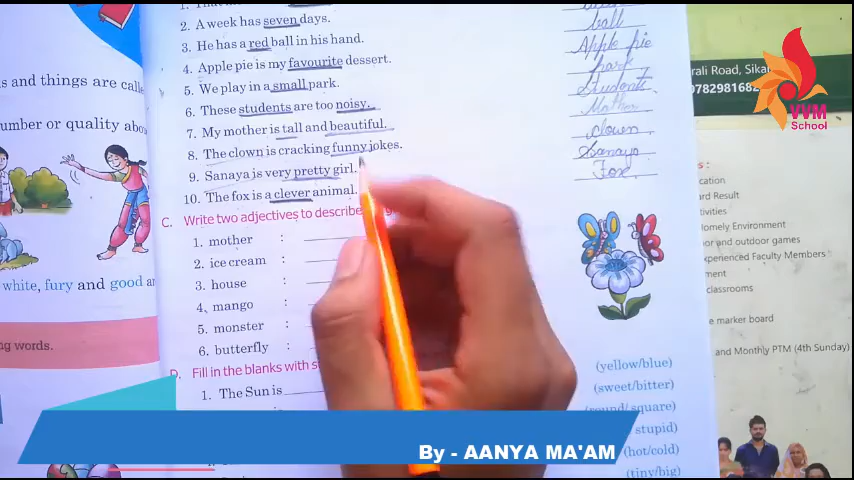 2. A week has seven days.
3. He has a red ball in his hand.
4. Apple pie is my favourite dessert.
5. We play in a small park.
6. These students are too noisy.
7. My mother is tall and beautiful.
8. The clown is cracking funny jokes.
9. Sanaya is very pretty girl.
10. The fox is a clever animal.
C. Write two adjectives to describe
1. mother :
2. ice cream :
3. house :
4. mango :
5. monster :
6. butterfly :
D. Fill in the blanks with
1. The Sun is
ball
Apple pie
park
Students
Mother
clown
Sanaya
Fox
(yellow/blue)
(sweet/bitter)
square)
stupid)
(hot/cold)
(tiny/big)
s and things are calle
umber or quality abo
white, fury and good
ng words.
VVM
School
rali Road, Sika
078298168
cation
ard Result
tivities
lomely Environment
or and outdoor games
xperienced Faculty Members
ment
classrooms
e marker board
and Monthly PTM (4th Sunday)
By - AANYA MA'AM